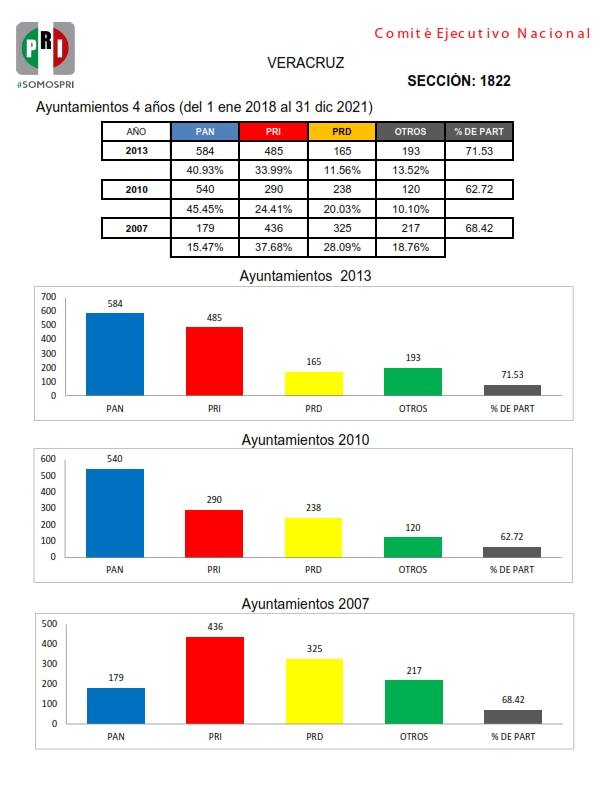 Comité Ejecutivo Nacional
PRI
#SOMOSPRI
VERACRUZ
SECCIÓN: 1822
Ayuntamientos 4 años (del 1 ene 2018 al 31 dic 2021)
AÑO PAN PRI PRD OTROS % DE PART
2013 584 485 165 193 71.53
40.93% 33.99% 11.56% 13.52%
2010 540 290 238 120 62.72
45.45% 24.41% 20.03% 10.10%
2007 179 436 325 217 68.42
15.47% 37.68% 28.09% 18.76%
Ayuntamientos 2013
700
600
500
400
300
200
100
0
584 485 165 193 71.53
PAN PRI PRD OTROS % DE PART
Ayuntamientos 2010
600
500
400
300
200
100
0
540 290 238 120 62.72
PAN PRI PRD OTROS % DE PART
Ayuntamientos 2007
500
400
300
200
100
0
179 436 325 217 68.42
PAN PRI PRD OTROS % DE PART